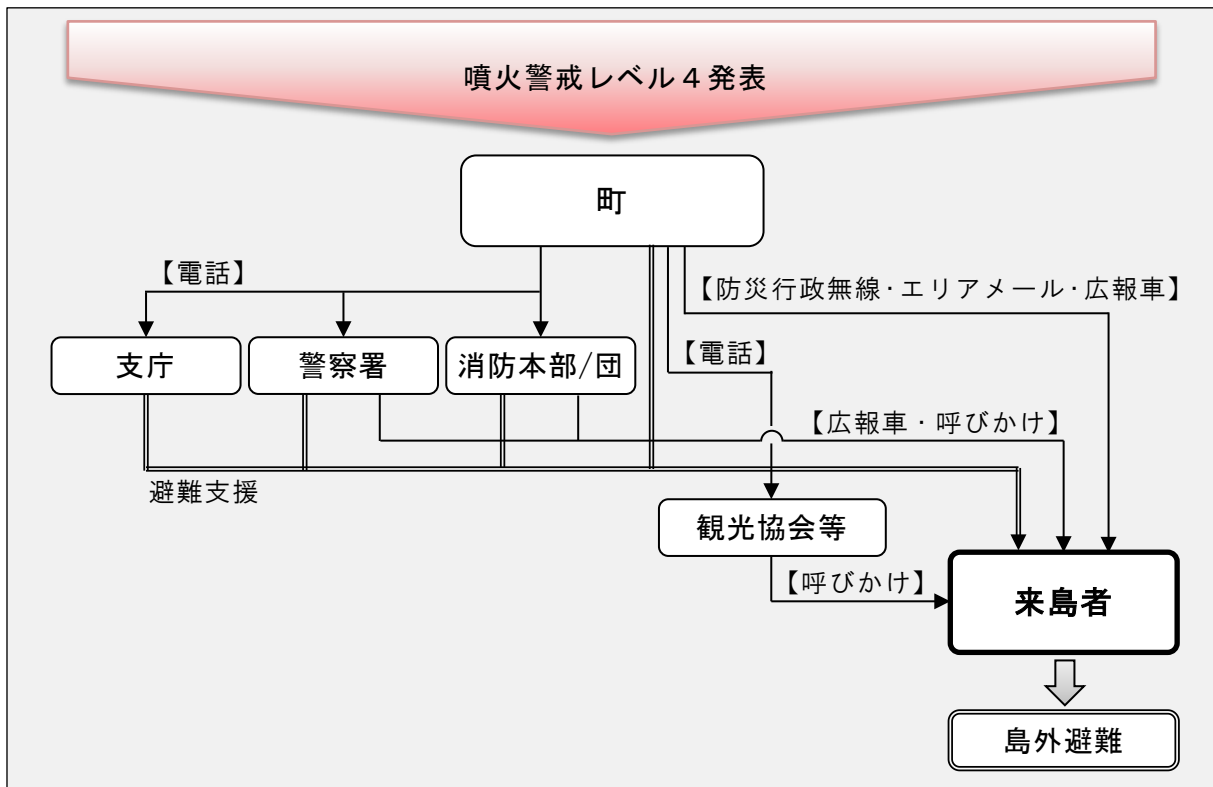 噴火警戒レベル４発表
町
【電話】
【防災行政無線・エリアメール・広報車】
支庁
警察署
消防本部/団
【電話】
【広報車・呼びかけ】
避難支援
観光協会等
【呼びかけ】
来島者
島外避難